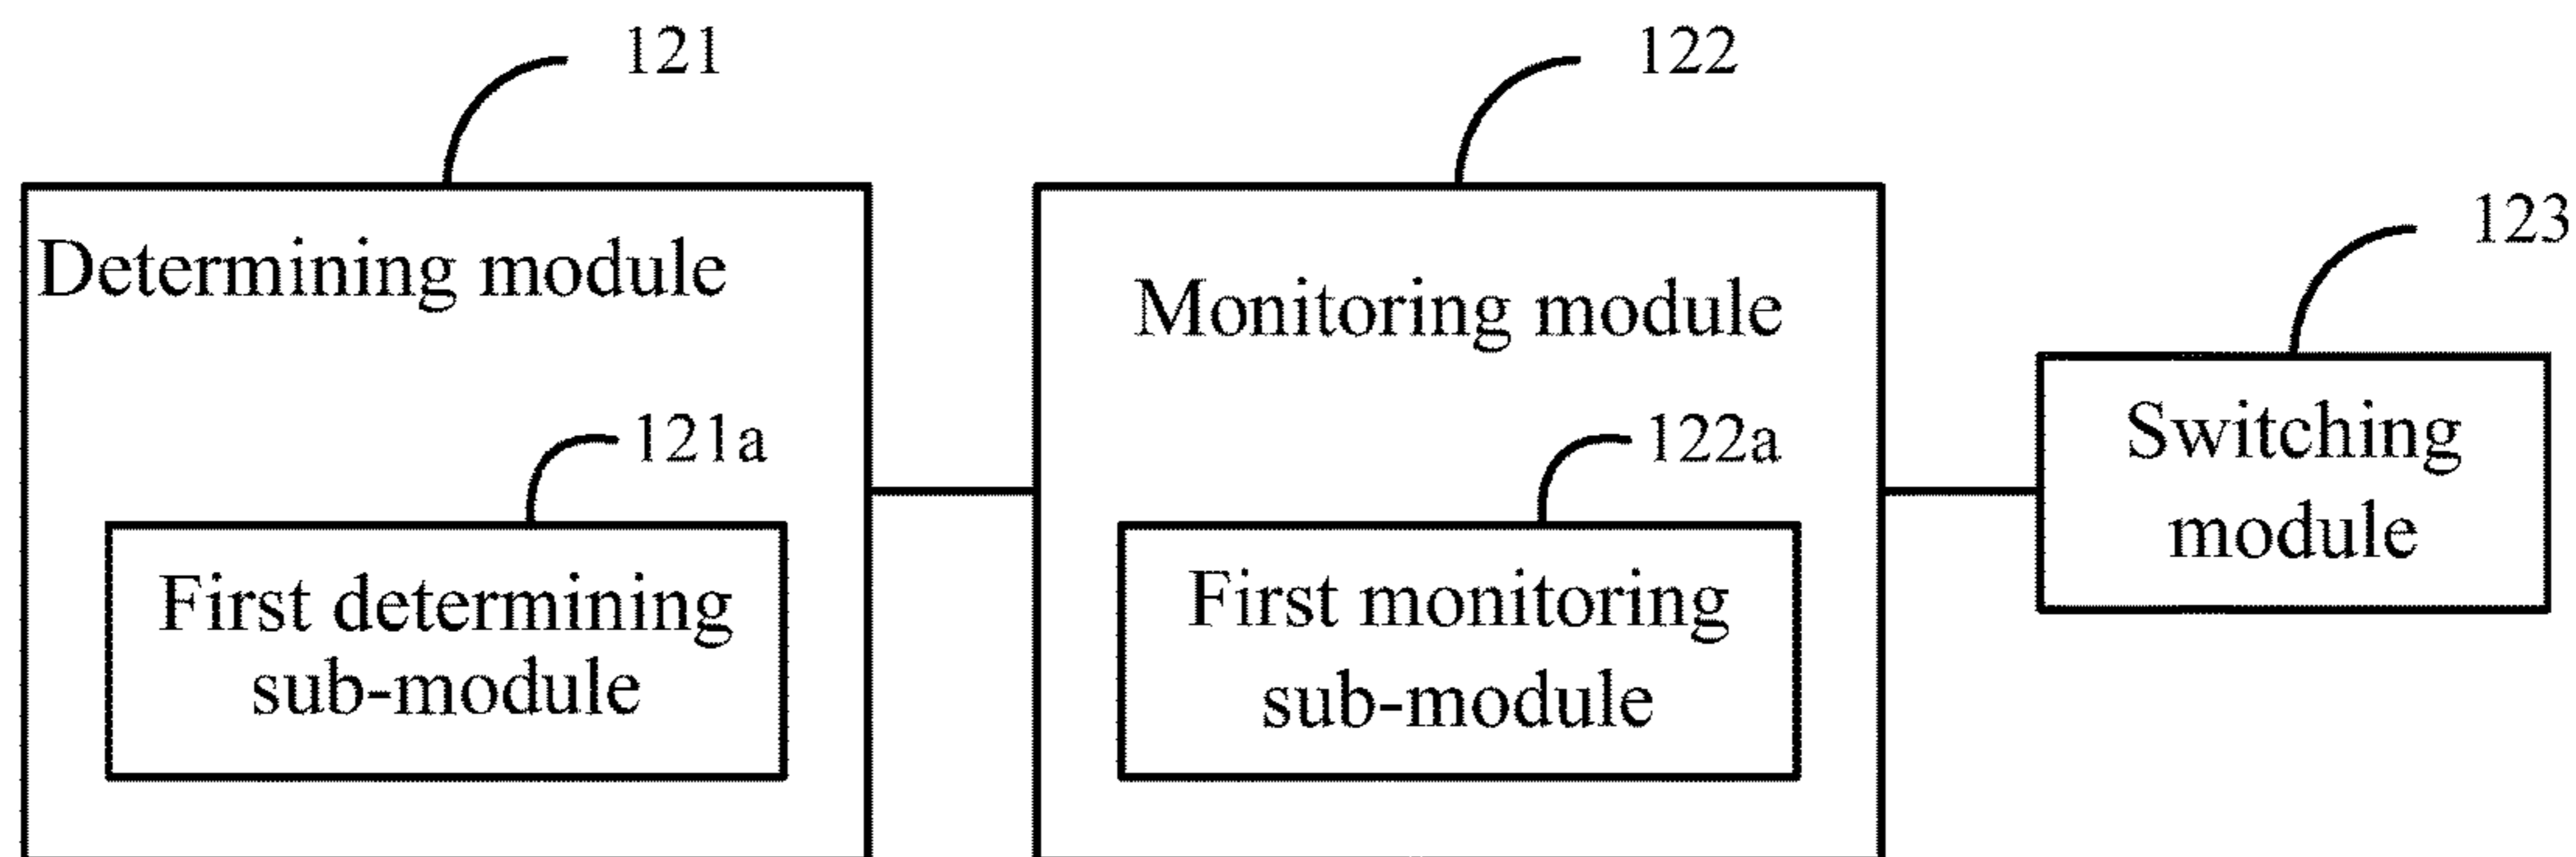 121
122
123
Determining module
Monitoring module
121a
122a
Switching
module
First determining
sub-module
First monitoring
sub-module